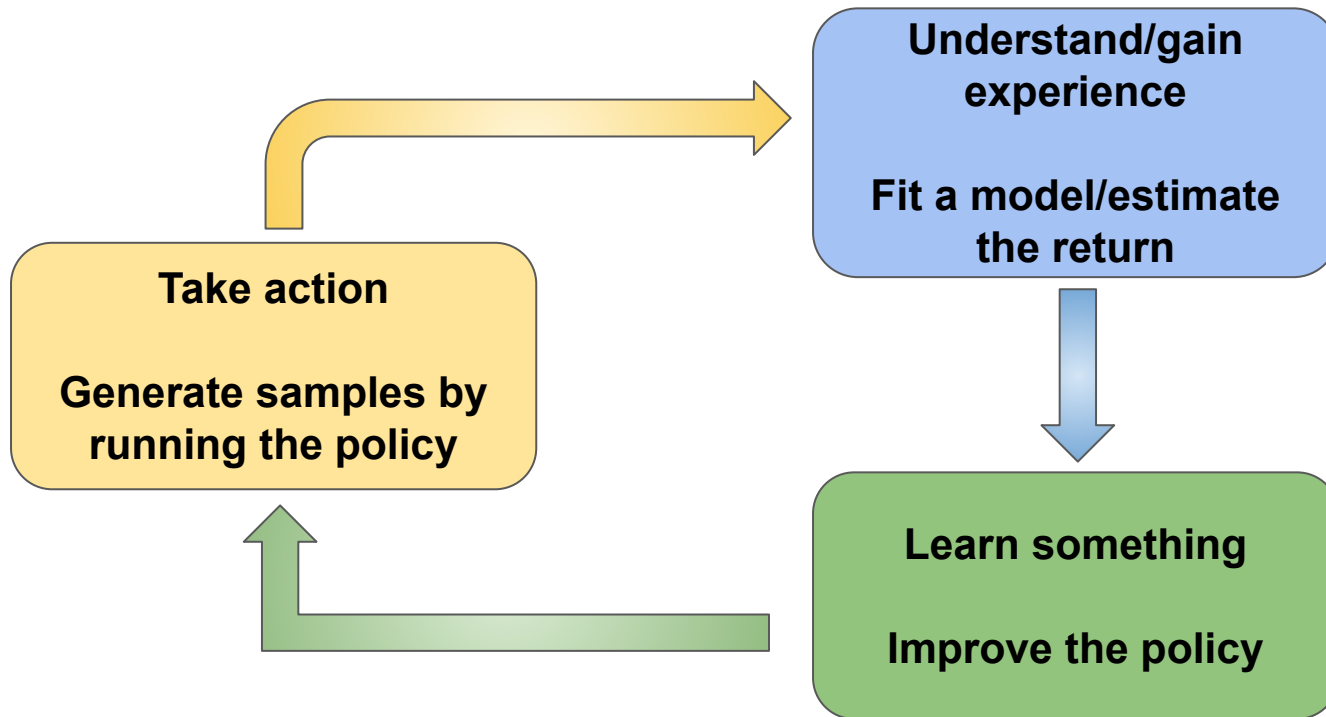 Understand/gain
experience
Fit a model/estimate
the return
Take action
Generate samples by
running the policy
Learn something
Improve the policy